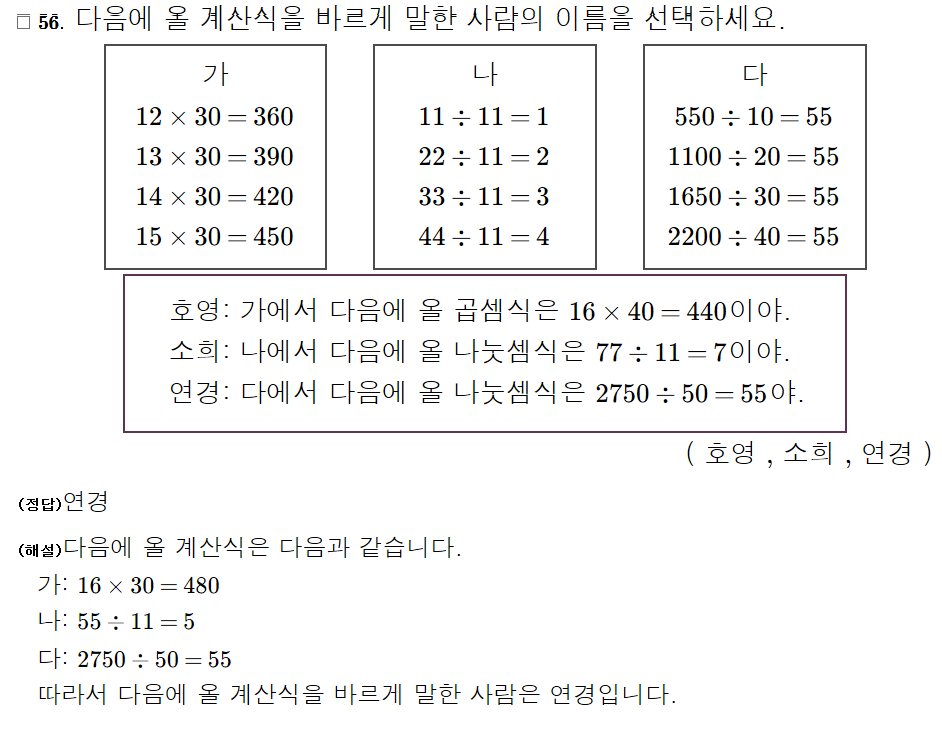 □ 56. 다음에 올 계산식을 바르게 말한 사람의 이름을 선택하세요.
가 나 다
12 × 30 = 360 11 ÷ 11 = 1 550 ÷ 10 = 55
13 × 30 = 390 22 ÷ 11 = 2 1100 ÷ 20 = 55
14 × 30 = 420 33 ÷ 11 = 3 1650 ÷ 30 = 55
15 × 30 = 450 44 ÷ 11 = 4 2200 ÷ 40 = 55
호영: 가에서 다음에 올 곱셈식은 16 × 40 = 440이야.
소희: 나에서 다음에 올 나눗셈식은 77 ÷ 11 = 7이야.
연경: 다에서 다음에 올 나눗셈식은 2750 ÷ 50 = 55야.
( 호영 , 소희 , 연경 )
(정답)연경
(해설)다음에 올 계산식은 다음과 같습니다.
가: 16 × 30 = 480
나: 55 ÷ 11 = 5
다: 2750 ÷ 50 = 55
따라서 다음에 올 계산식을 바르게 말한 사람은 연경입니다.